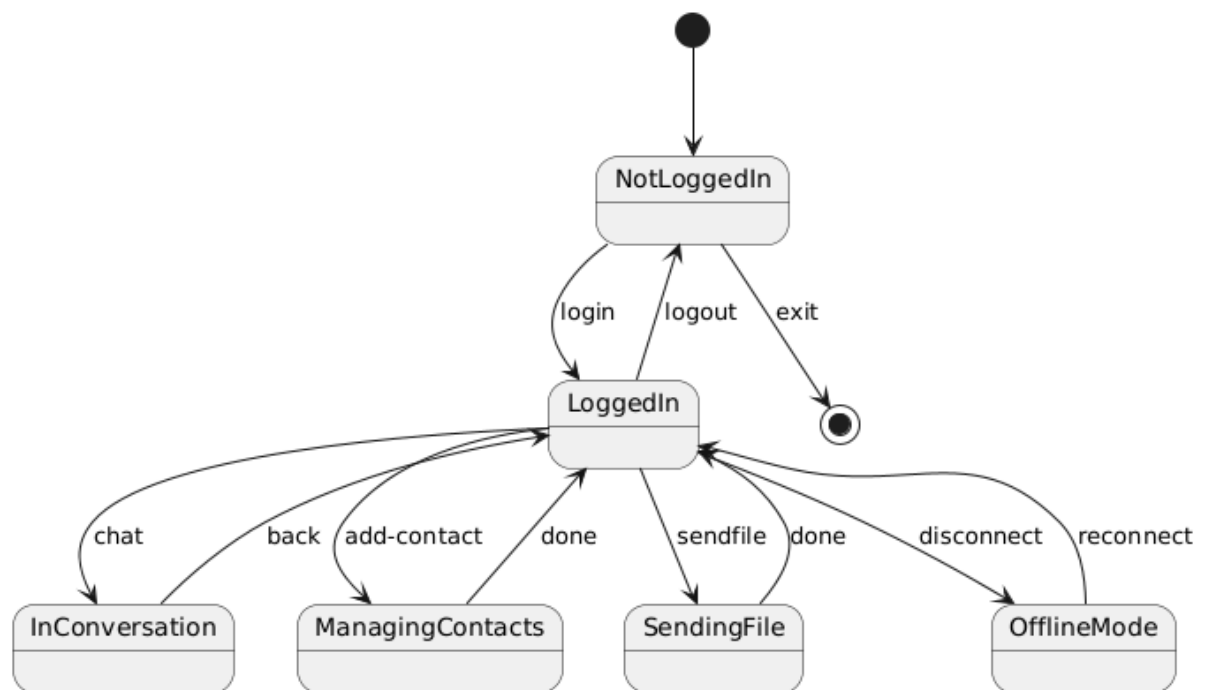 NotLoggedIn
login
logout
exit
LoggedIn
chat
back
add-contact
done
sendfile
done
disconnect
reconnect
InConversation
ManagingContacts
SendingFile
OfflineMode